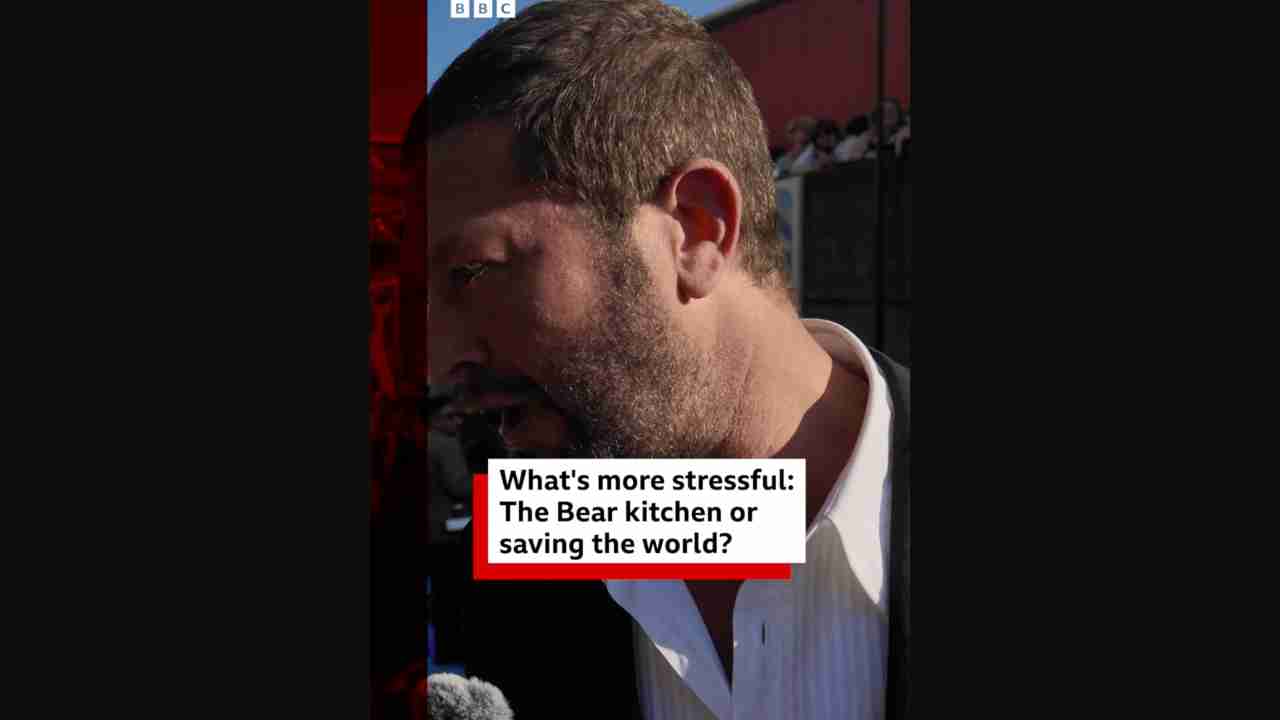 BBC
What's more stressful:
The Bear kitchen or
saving the world?